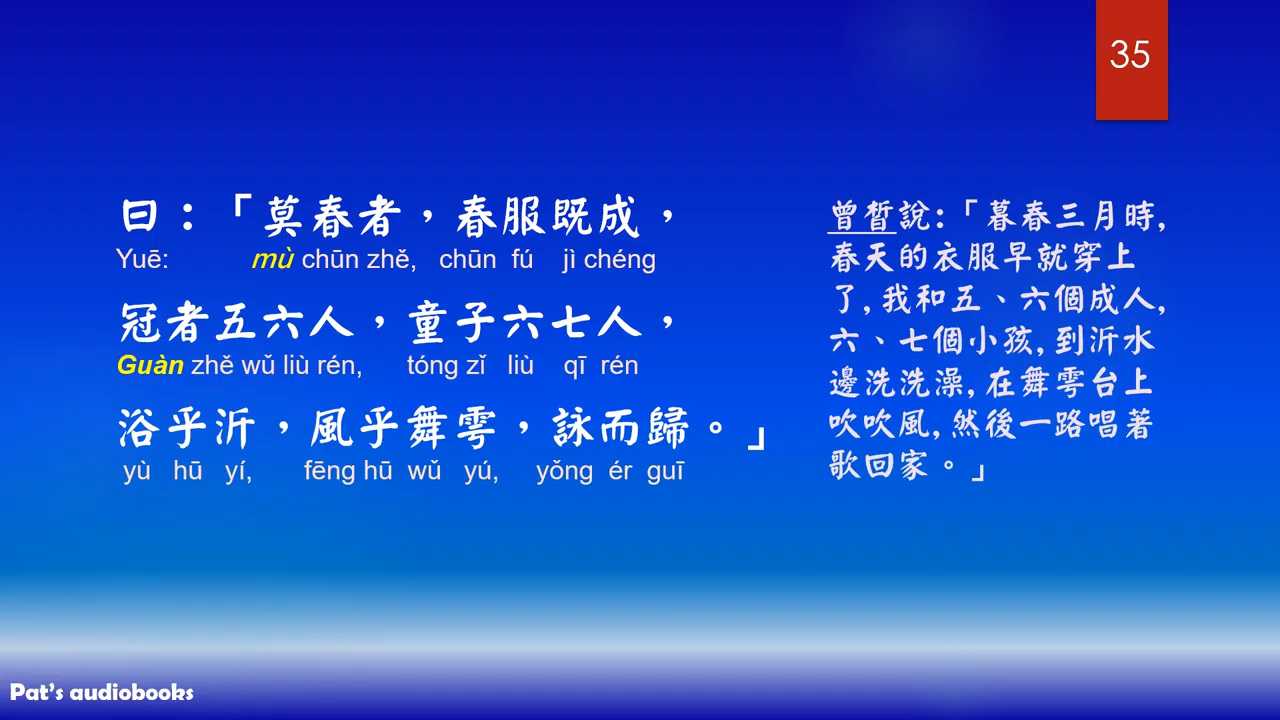 35
曰：「莫春者，春服既成，
Yuē: mù chūn zhě, chūn fú jì chéng
冠者五六人，童子六七人，
Guàn zhě wǔ liù rén, tóng zǐ liù qī rén
浴乎沂，風乎舞雩，詠而歸。」
yù hū yí, fēng hū wǔ yú, yǒng ér guī
曾晳說:「暮春三月時,
春天的衣服早就穿上
了,我和五、六個成人,
六、七個小孩,到沂水
邊洗洗澡,在舞雩台上
吹吹風,然後一路唱著
歌回家。」
Pat's audiobooks